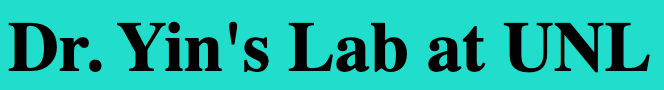 Dr. Yin's Lab at UNL